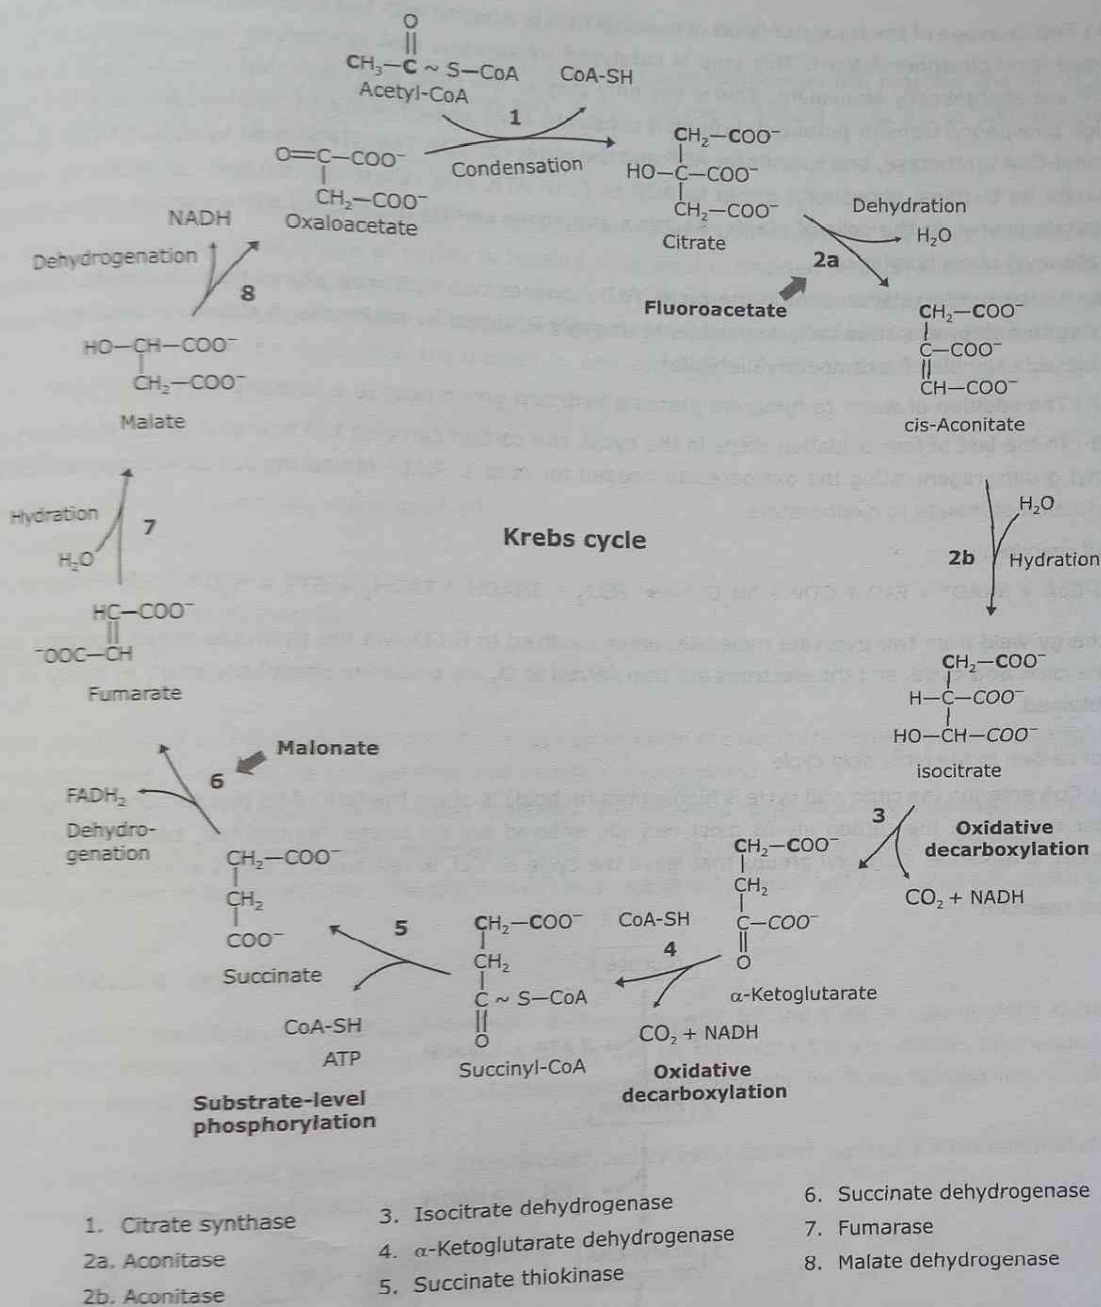 O
CH₃—C ~ S—CoA
Acetyl-CoA
CoA-SH
1
Condensation
O=C—COO⁻
CH₂—COO⁻
Oxaloacetate
CH₂—COO⁻
HO—C—COO⁻
CH₂—COO⁻
Citrate
Dehydration
H₂O
2a
Fluoroacetate
CH₂—COO⁻
C—COO⁻
CH—COO⁻
cis-Aconitate
H₂O
2b
Hydration
CH₂—COO⁻
H—C—COO⁻
HO—CH—COO⁻
isocitrate
3
Oxidative
decarboxylation
CO₂ + NADH
CH₂—COO⁻
CH₂
C—COO⁻
O
α-Ketoglutarate
CoA-SH
4
CO₂ + NADH
Oxidative
decarboxylation
CH₂—COO⁻
CH₂
C ~ S—CoA
O
Succinyl-CoA
5
CoA-SH
ATP
Substrate-level
phosphorylation
CH₂—COO⁻
CH₂
COO⁻
Succinate
Malonate
6
FADH₂
Dehydro-
genation
HC—COO⁻
⁻OOC—CH
Fumarate
Hydration
7
H₂O
HO—CH—COO⁻
CH₂—COO⁻
Malate
NADH
Dehydrogenation
8
Krebs cycle
1. Citrate synthase
2a. Aconitase
2b. Aconitase
3. Isocitrate dehydrogenase
4. α-Ketoglutarate dehydrogenase
5. Succinate thiokinase
6. Succinate dehydrogenase
7. Fumarase
8. Malate dehydrogenase